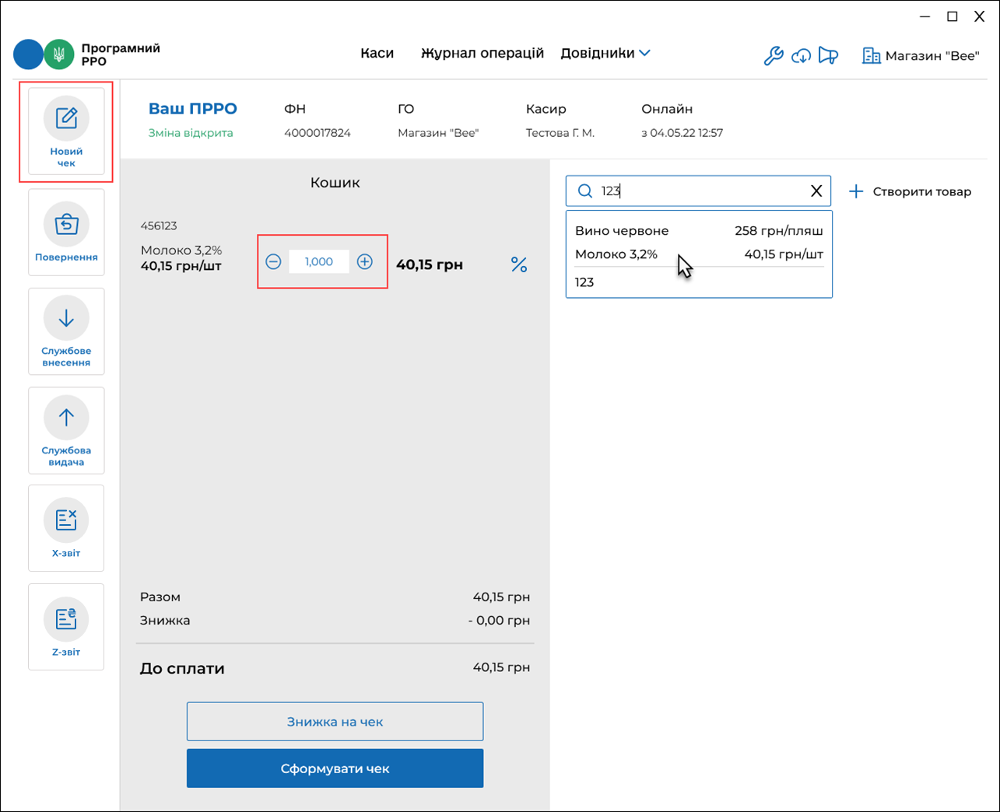 Програмний
РРО
Каси
Журнал операцій
Довідники
Магазин "Bee"
Новий
чек
Повернення
Службове
внесення
Службова
видача
X-звіт
Z-звіт
Ваш ПРРО
Зміна відкрита
ФН
4000017824
ГО
Магазин "Bee"
Касир
Тестова Г. М.
Онлайн
з 04.05.22 12:57
Кошик
456123
Молоко 3,2%
40,15 грн/шт
1,000
40,15 грн
%
Разом 40,15 грн
Знижка - 0,00 грн
До сплати 40,15 грн
Знижка на чек
Сформувати чек
123
X
Створити товар
Вино червоне 258 грн/пляш
Молоко 3,2% 40,15 грн/шт
123